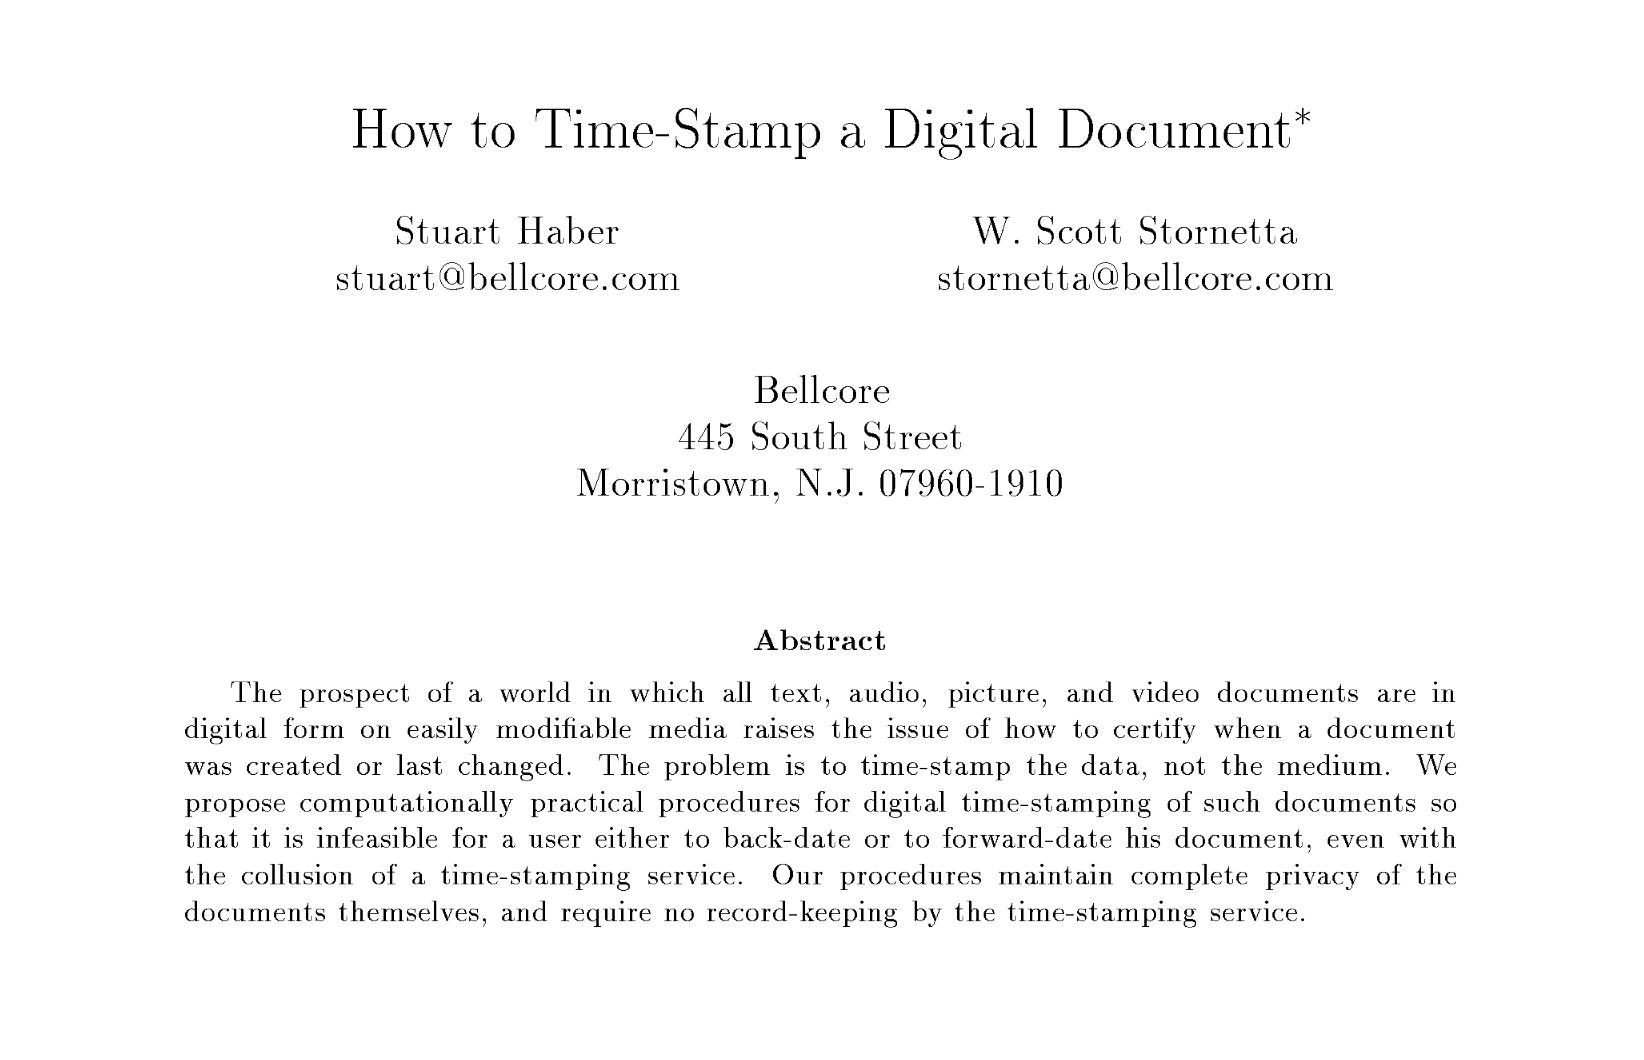 How to Time-Stamp a Digital Document*
Stuart Haber
stuart@bellcore.com
W. Scott Stornetta
stornetta@bellcore.com
Bellcore
445 South Street
Morristown, N.J. 07960-1910
Abstract
The prospect of a world in which all text, audio, picture, and video documents are in
digital form on easily modifiable media raises the issue of how to certify when a document
was created or last changed. The problem is to time-stamp the data, not the medium. We
propose computationally practical procedures for digital time-stamping of such documents so
that it is infeasible for a user either to back-date or to forward-date his document, even with
the collusion of a time-stamping service. Our procedures maintain complete privacy of the
documents themselves, and require no record-keeping by the time-stamping service.